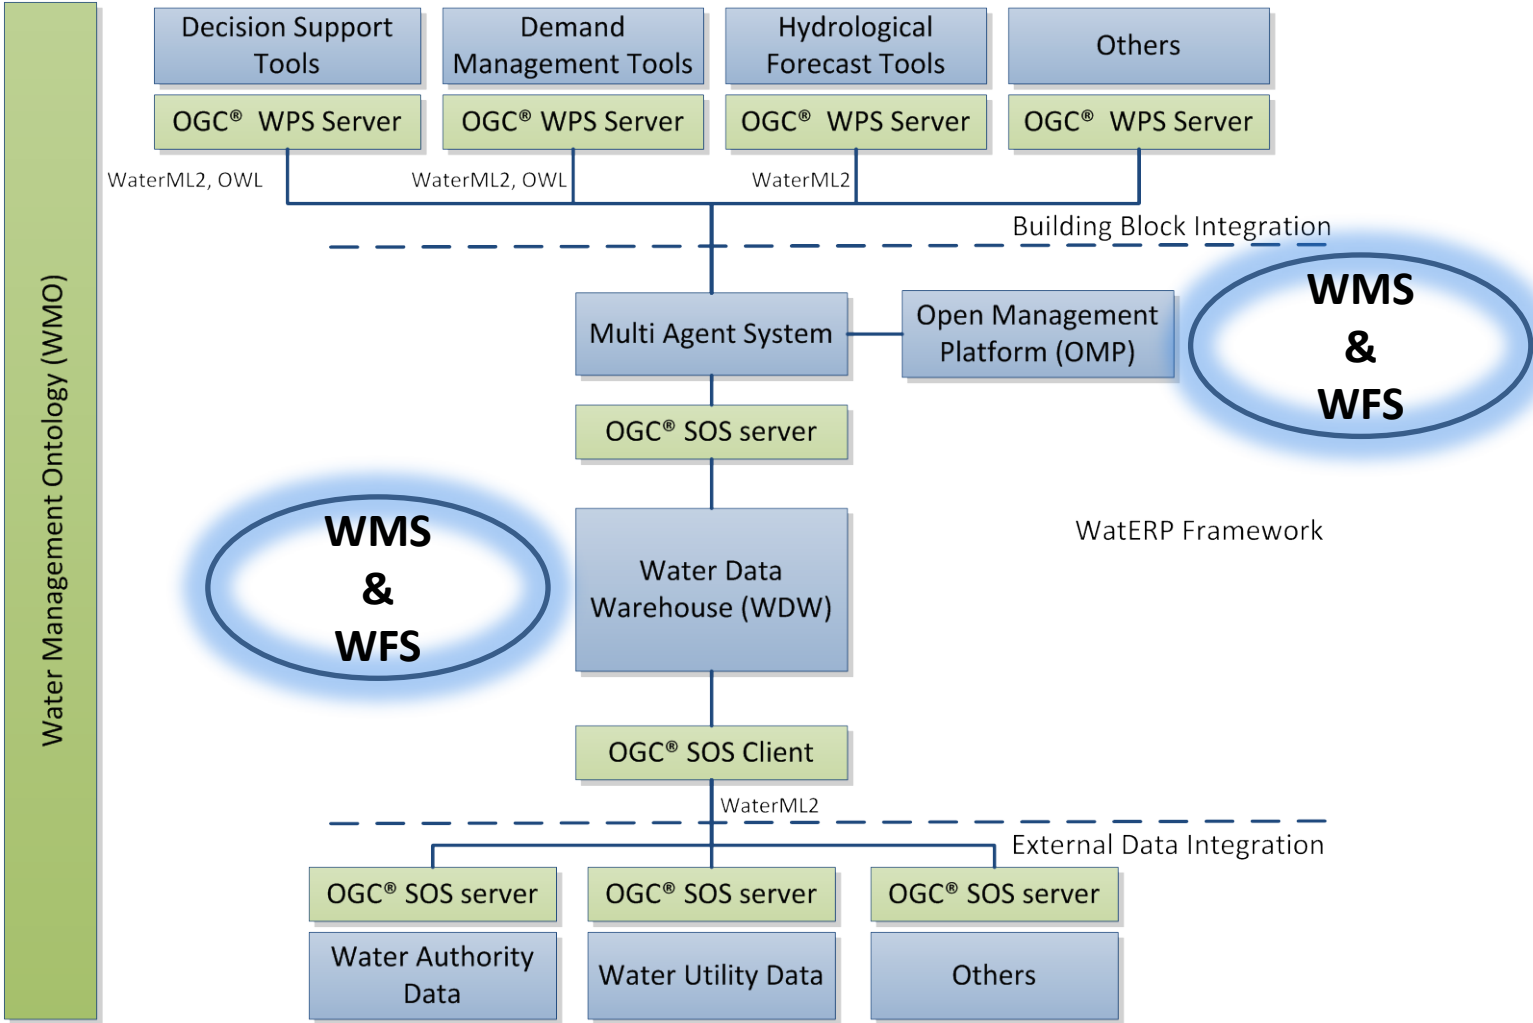 Water Management Ontology (WMO)
Decision Support
Tools
Demand
Management Tools
Hydrological
Forecast Tools
Others
OGC® WPS Server
OGC® WPS Server
OGC® WPS Server
OGC® WPS Server
WaterML2, OWL
WaterML2, OWL
WaterML2
Building Block Integration
Multi Agent System
Open Management
Platform (OMP)
WMS
&
WFS
OGC® SOS server
WMS
&
WFS
Water Data
Warehouse (WDW)
WatERP Framework
OGC® SOS Client
WaterML2
External Data Integration
OGC® SOS server
OGC® SOS server
OGC® SOS server
Water Authority
Data
Water Utility Data
Others